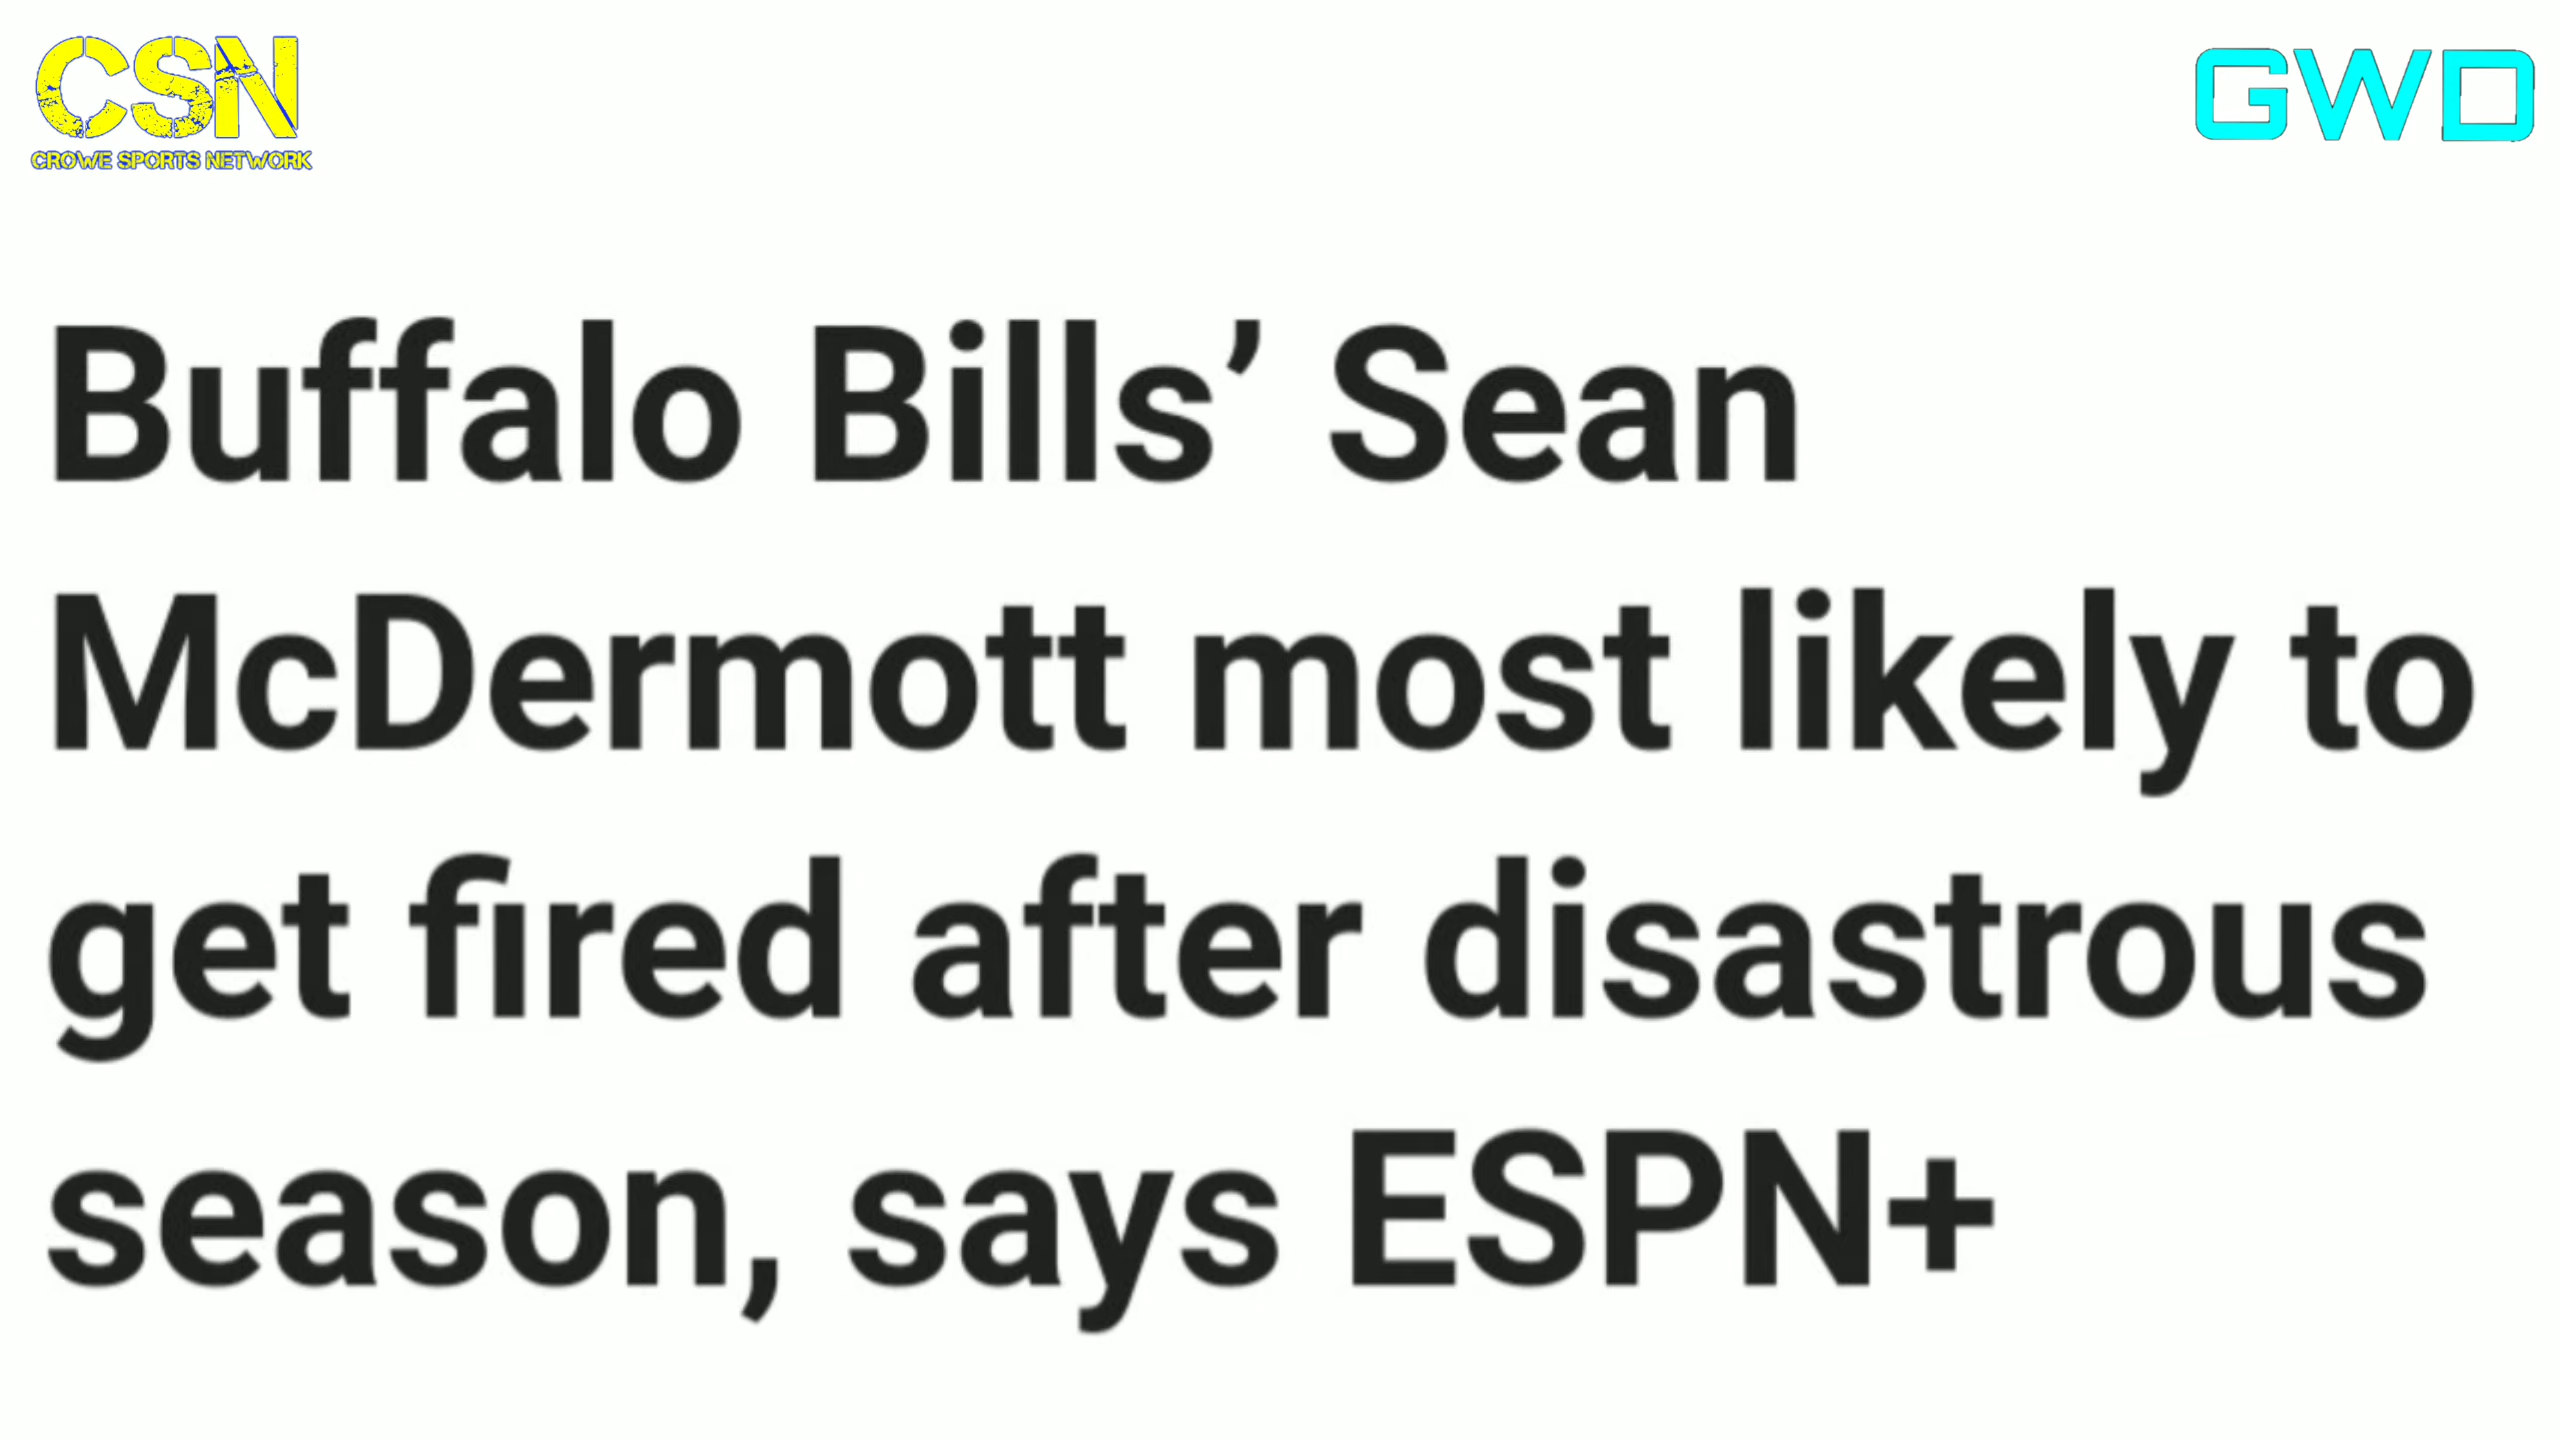 CSN
CROWE SPORTS NETWORK
GWD
Buffalo Bills’ Sean
McDermott most likely to
get fired after disastrous
season, says ESPN+